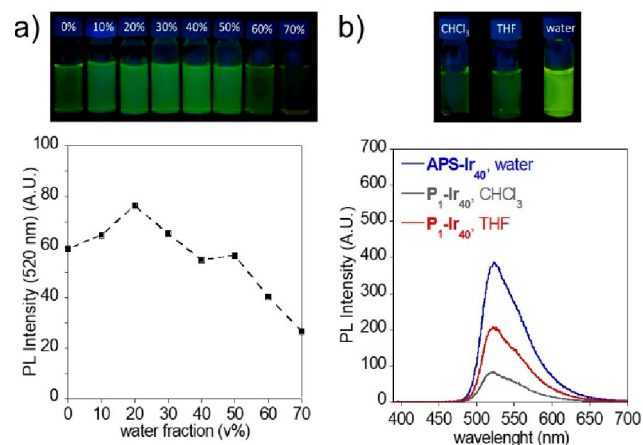 a)
0% 10% 20% 30% 40% 50% 60% 70%
PL Intensity (520 nm) (A.U.)
100
80
60
40
20
0
0 10 20 30 40 50 60 70
water fraction (v%)
b)
CHCl₃ THF water
PL Intensity (A.U.)
700
600
500
400
300
200
100
0
APS-Ir₄₀, water
P₁-Ir₄₀, CHCl₃
P₁-Ir₄₀, THF
400 450 500 550 600 650 700
wavelenght (nm)